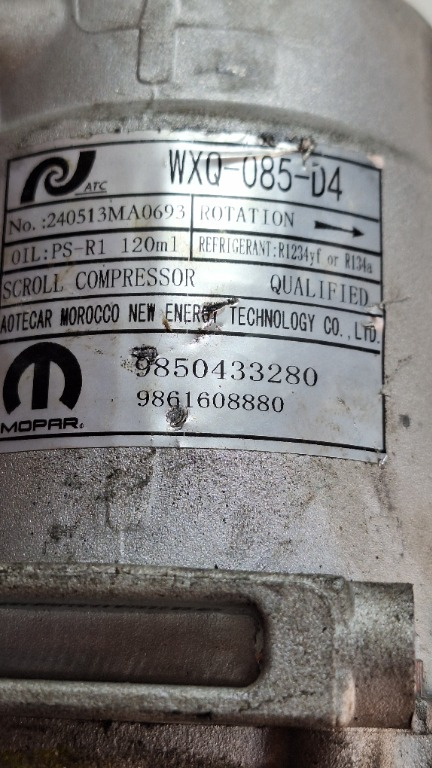 ATC
WXQ-085-D4
No.:240513MA0693 ROTATION
OIL:PS-R1 120ml REFRIGERANT:R1234yf or R134a
SCROLL COMPRESSOR QUALIFIED
AOTECAR MOROCCO NEW ENERGY TECHNOLOGY CO.,LTD.
9850433280
9861608880
MOPAR®